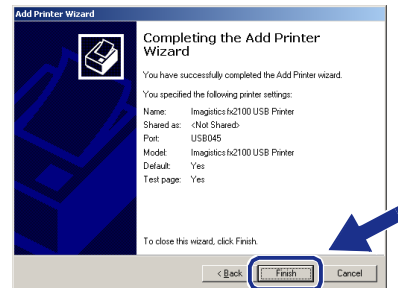 Add Printer Wizard
Completing the Add Printer
Wizard
You have successfully completed the Add Printer wizard.
You specified the following printer settings:
Name: Imagistics fx2100 USB Printer
Shared as: <Not Shared>
Port: USB045
Model: Imagistics fx2100 USB Printer
Default: Yes
Test page: Yes
To close this wizard, click Finish.
< Back Finish Cancel